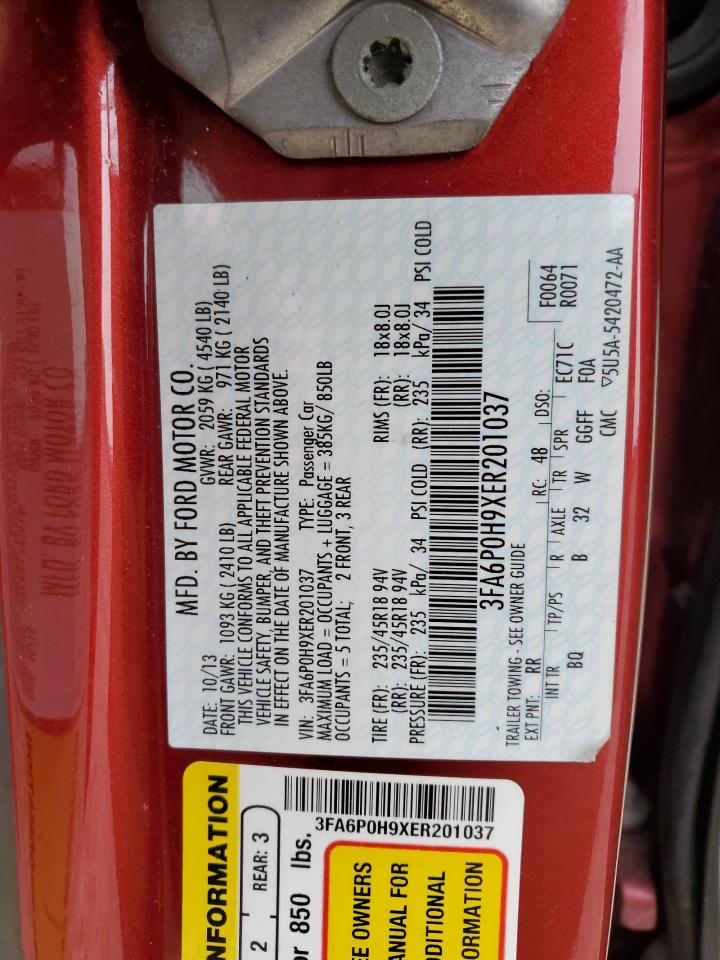 MFD. BY FORD MOTOR CO.
DATE: 10/13 GVWR: 2059 KG ( 4540 LB)
FRONT GAWR: 1093 KG ( 2410 LB) REAR GAWR: 971 KG ( 2140 LB)
THIS VEHICLE CONFORMS TO ALL APPLICABLE FEDERAL MOTOR
VEHICLE SAFETY, BUMPER, AND THEFT PREVENTION STANDARDS
IN EFFECT ON THE DATE OF MANUFACTURE SHOWN ABOVE.
VIN: 3FA6P0H9XER201037 TYPE: Passenger Car
MAXIMUM LOAD = OCCUPANTS + LUGGAGE = 385KG/ 850LB
OCCUPANTS = 5 TOTAL; 2 FRONT, 3 REAR
TIRE (FR): 235/45R18 94V RIMS (FR): 18x8.0J
(RR): 235/45R18 94V (RR): 18x8.0J
PRESSURE (FR): 235 kPa/ 34 PSI COLD (RR): 235 kPa/ 34 PSI COLD
3FA6P0H9XER201037
TRAILER TOWING - SEE OWNER GUIDE
EXT PNT: RR RC: 48 DSO: F0064
R0071
INT TR TP/PS R AXLE TR SPR EC71C
BQ B 32 W GGFF F0A
CMC ▽5U5A-5420472-AA
NFORMATION
2 REAR: 3
or 850 lbs.
3FA6P0H9XER201037
EE OWNERS
ANUAL FOR
DDITIONAL
ORMATION